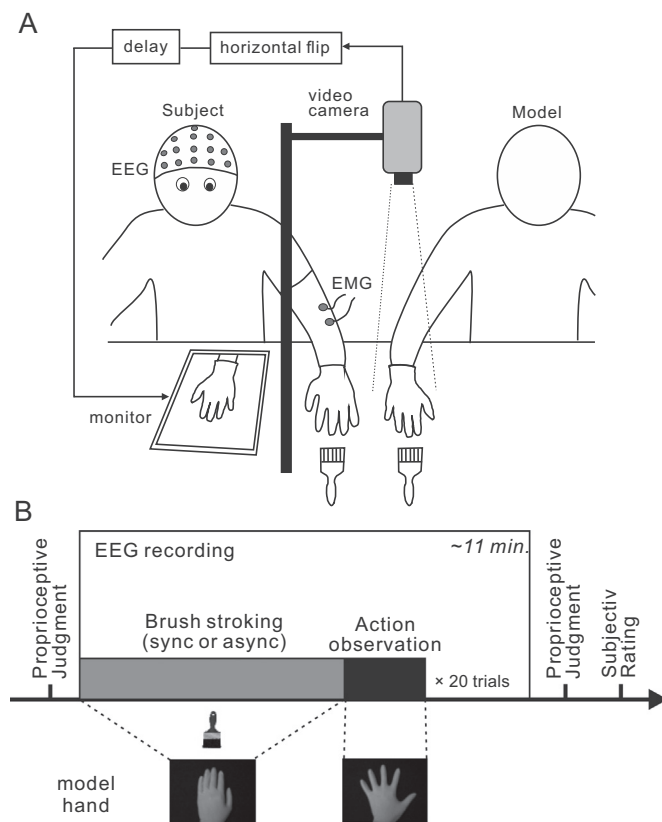 A
delay
horizontal flip
Subject
video
camera
Model
EEG
EMG
monitor
B
EEG recording
~11 min.
Proprioceptive
Judgment
Brush stroking
(sync or async)
Action
observation
× 20 trials
Proprioceptive
Judgment
Subjectiv
Rating
model
hand